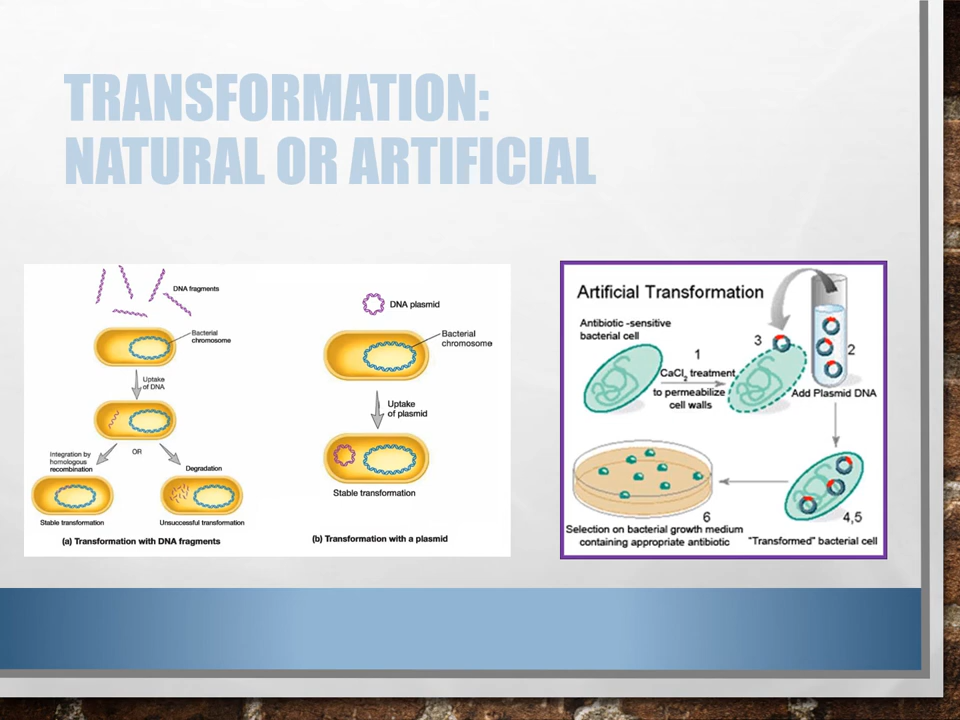 TRANSFORMATION:
NATURAL OR ARTIFICIAL
DNA fragments
Bacterial
chromosome
Uptake
of DNA
OR
Integration by
homologous
recombination
Degradation
Stable transformation
Unsuccessful transformation
(a) Transformation with DNA fragments
DNA plasmid
Bacterial
chromosome
Uptake
of plasmid
Stable transformation
(b) Transformation with a plasmid
Artificial Transformation
Antibiotic -sensitive
bacterial cell
1
CaCl2 treatment
to permeabilize
cell walls
3
2
Add Plasmid DNA
4,5
"Transformed" bacterial cell
6
Selection on bacterial growth medium
containing appropriate antibiotic